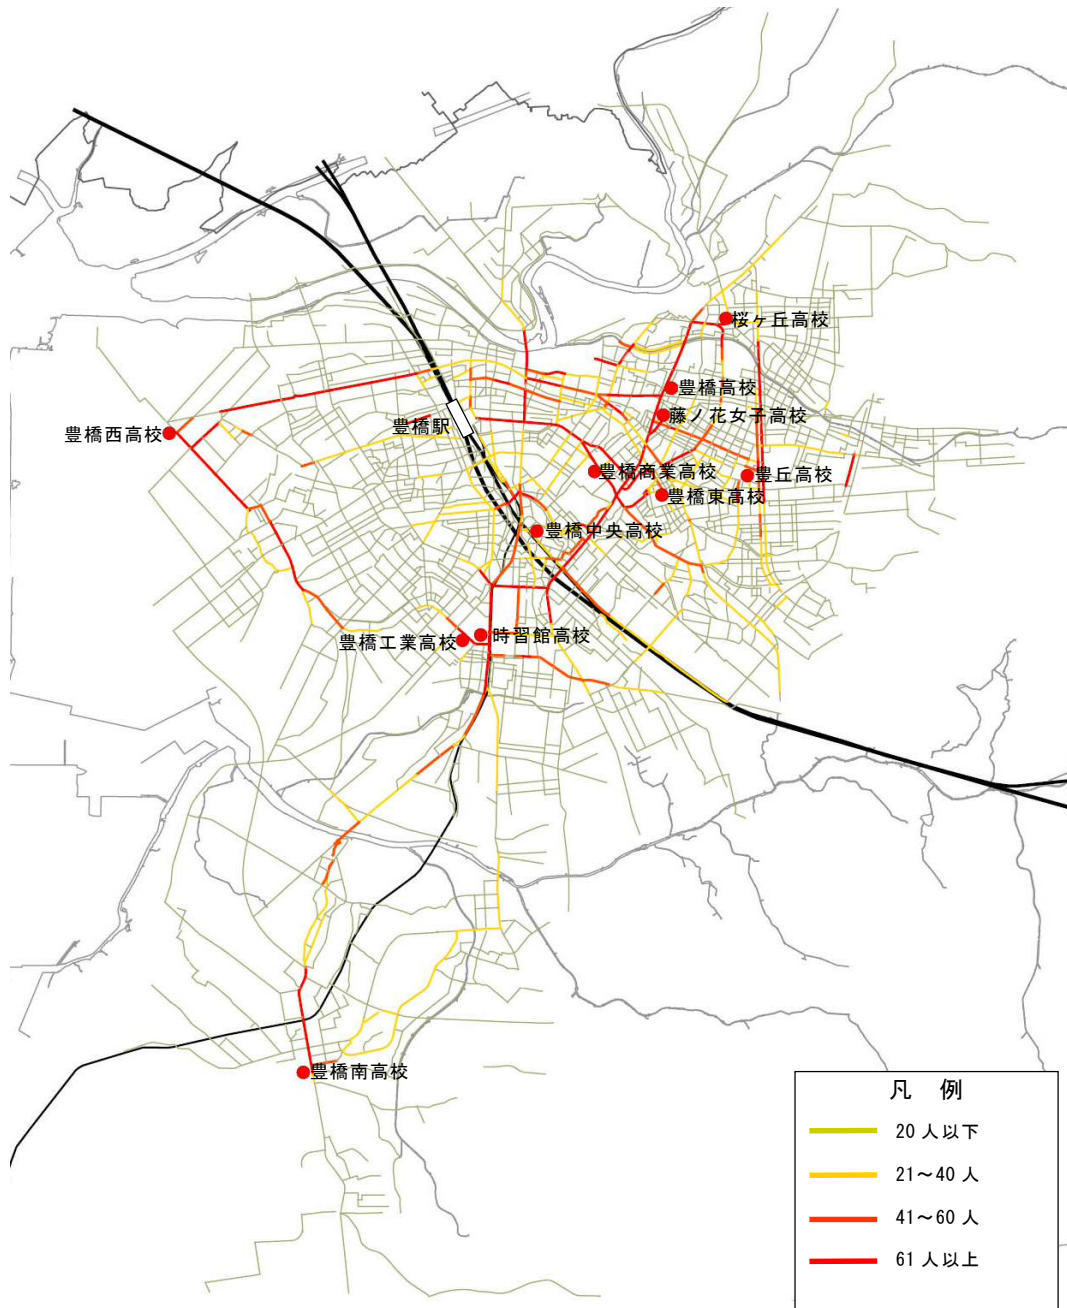 桜ヶ丘高校
豊橋高校
藤ノ花女子高校
豊橋駅
豊橋西高校
豊橋商業高校
豊丘高校
豊橋東高校
豊橋中央高校
時習館高校
豊橋工業高校
豊橋南高校
凡 例
20 人以下
21～40 人
41～60 人
61 人以上